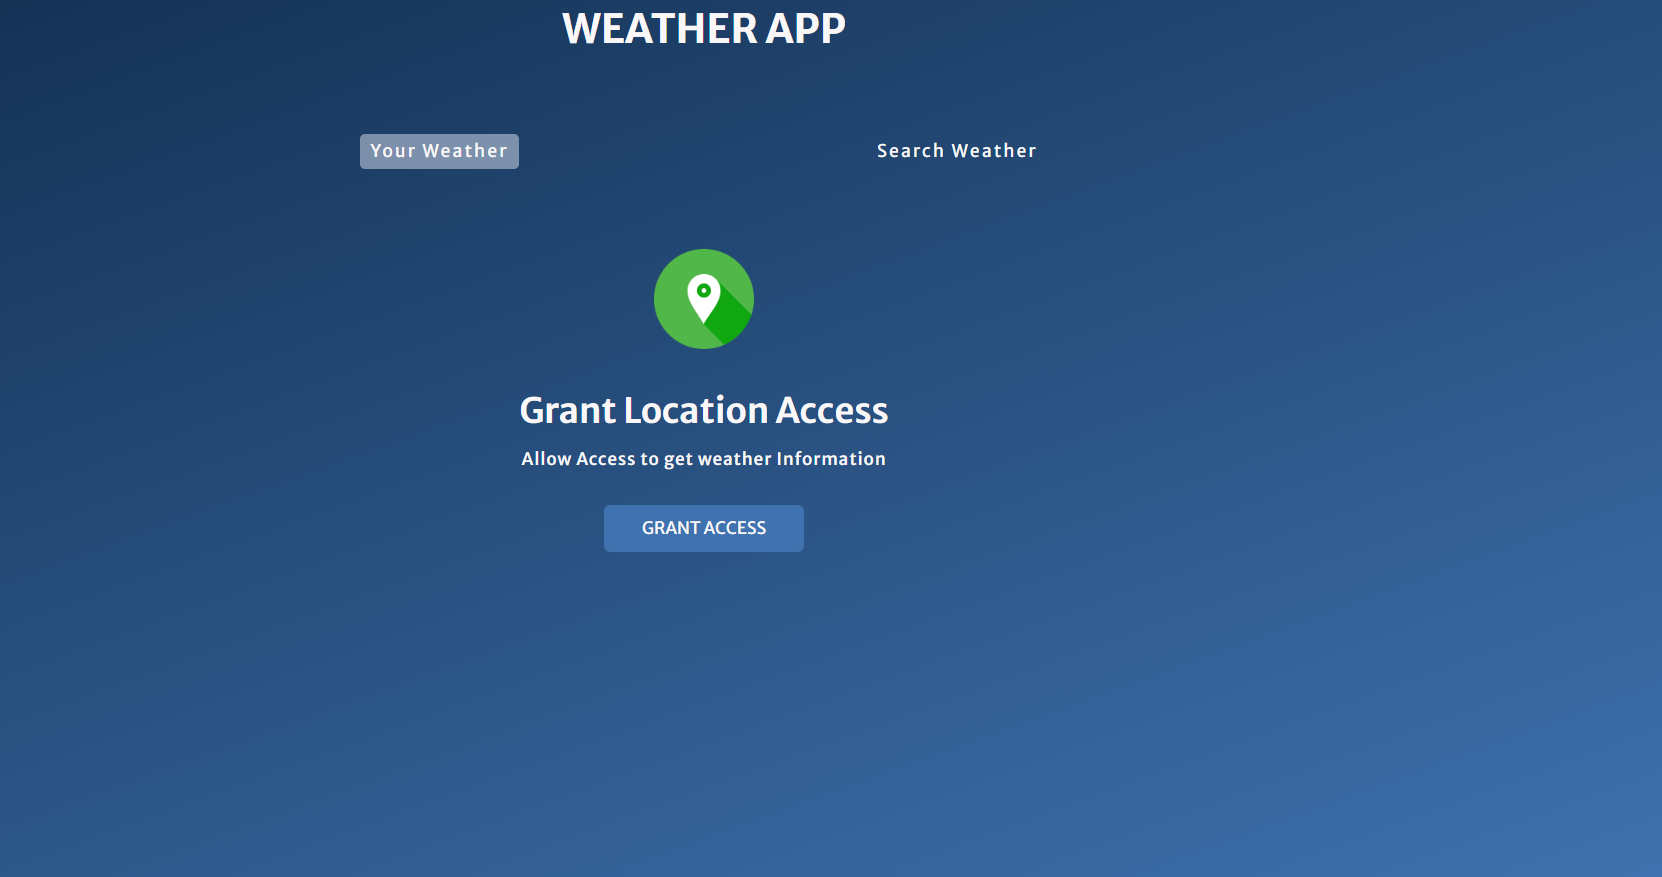 WEATHER APP
Your Weather
Search Weather
Grant Location Access
Allow Access to get weather Information
GRANT ACCESS